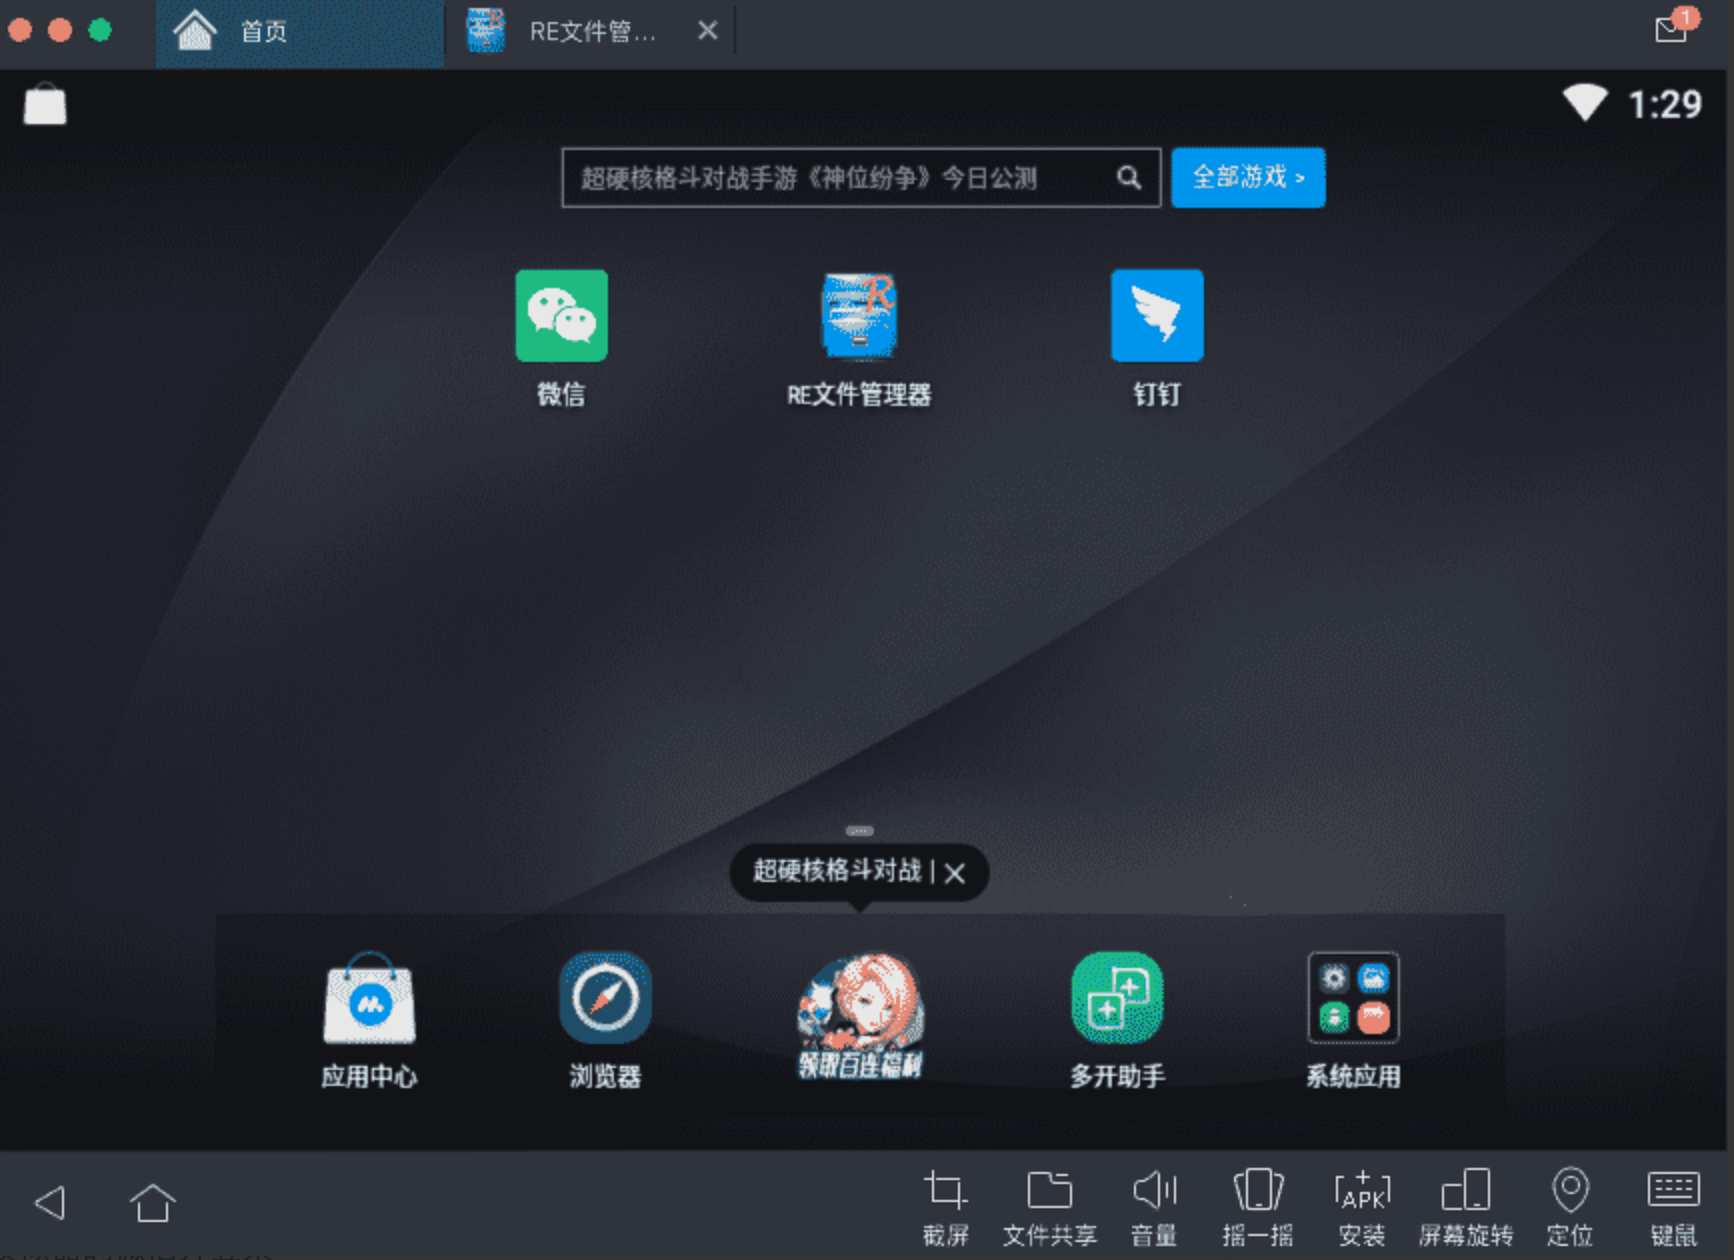 首页
RE文件管...
1
1:29
超硬核格斗对战手游《神位纷争》今日公测
全部游戏 >
微信
RE文件管理器
钉钉
超硬核格斗对战 |
应用中心
浏览器
领取百连福利
多开助手
系统应用
截屏
文件共享
音量
摇一摇
APK
安装
屏幕旋转
定位
键鼠